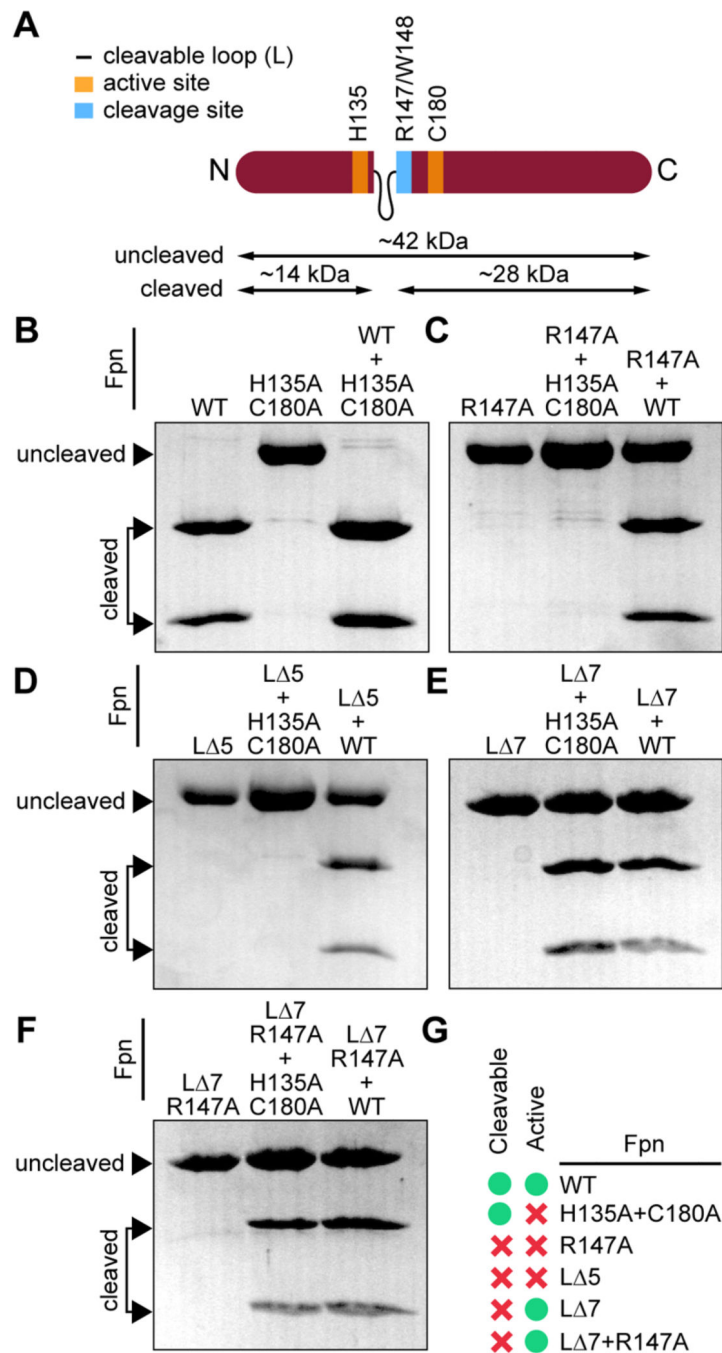 A
cleavable loop (L)
active site
cleavage site
H135
R147/W148
C180
N
C
uncleaved
~42 kDa
cleaved
~14 kDa
~28 kDa
B
Fpn
WT
H135A
C180A
WT
+
H135A
C180A
uncleaved
cleaved
C
R147A
R147A
+
H135A
C180A
R147A
+
WT
D
Fpn
LΔ5
LΔ5
+
H135A
C180A
LΔ5
+
WT
uncleaved
cleaved
E
LΔ7
LΔ7
+
H135A
C180A
LΔ7
+
WT
F
Fpn
LΔ7
R147A
LΔ7
R147A
+
H135A
C180A
LΔ7
R147A
+
WT
uncleaved
cleaved
G
Cleavable
Active
Fpn
WT
H135A+C180A
R147A
LΔ5
LΔ7
LΔ7+R147A